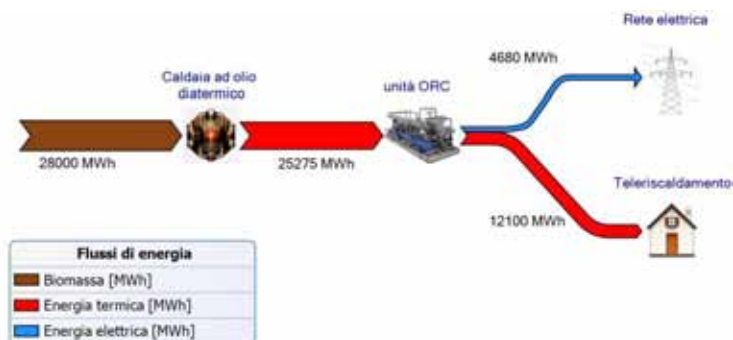 Rete elettrica
4680 MWh
Caldaia ad olio
diatermico
unità ORC
28000 MWh
25275 MWh
Teleriscaldamento
12100 MWh
Flussi di energia
Biomassa [MWh]
Energia termica [MWh]
Energia elettrica [MWh]